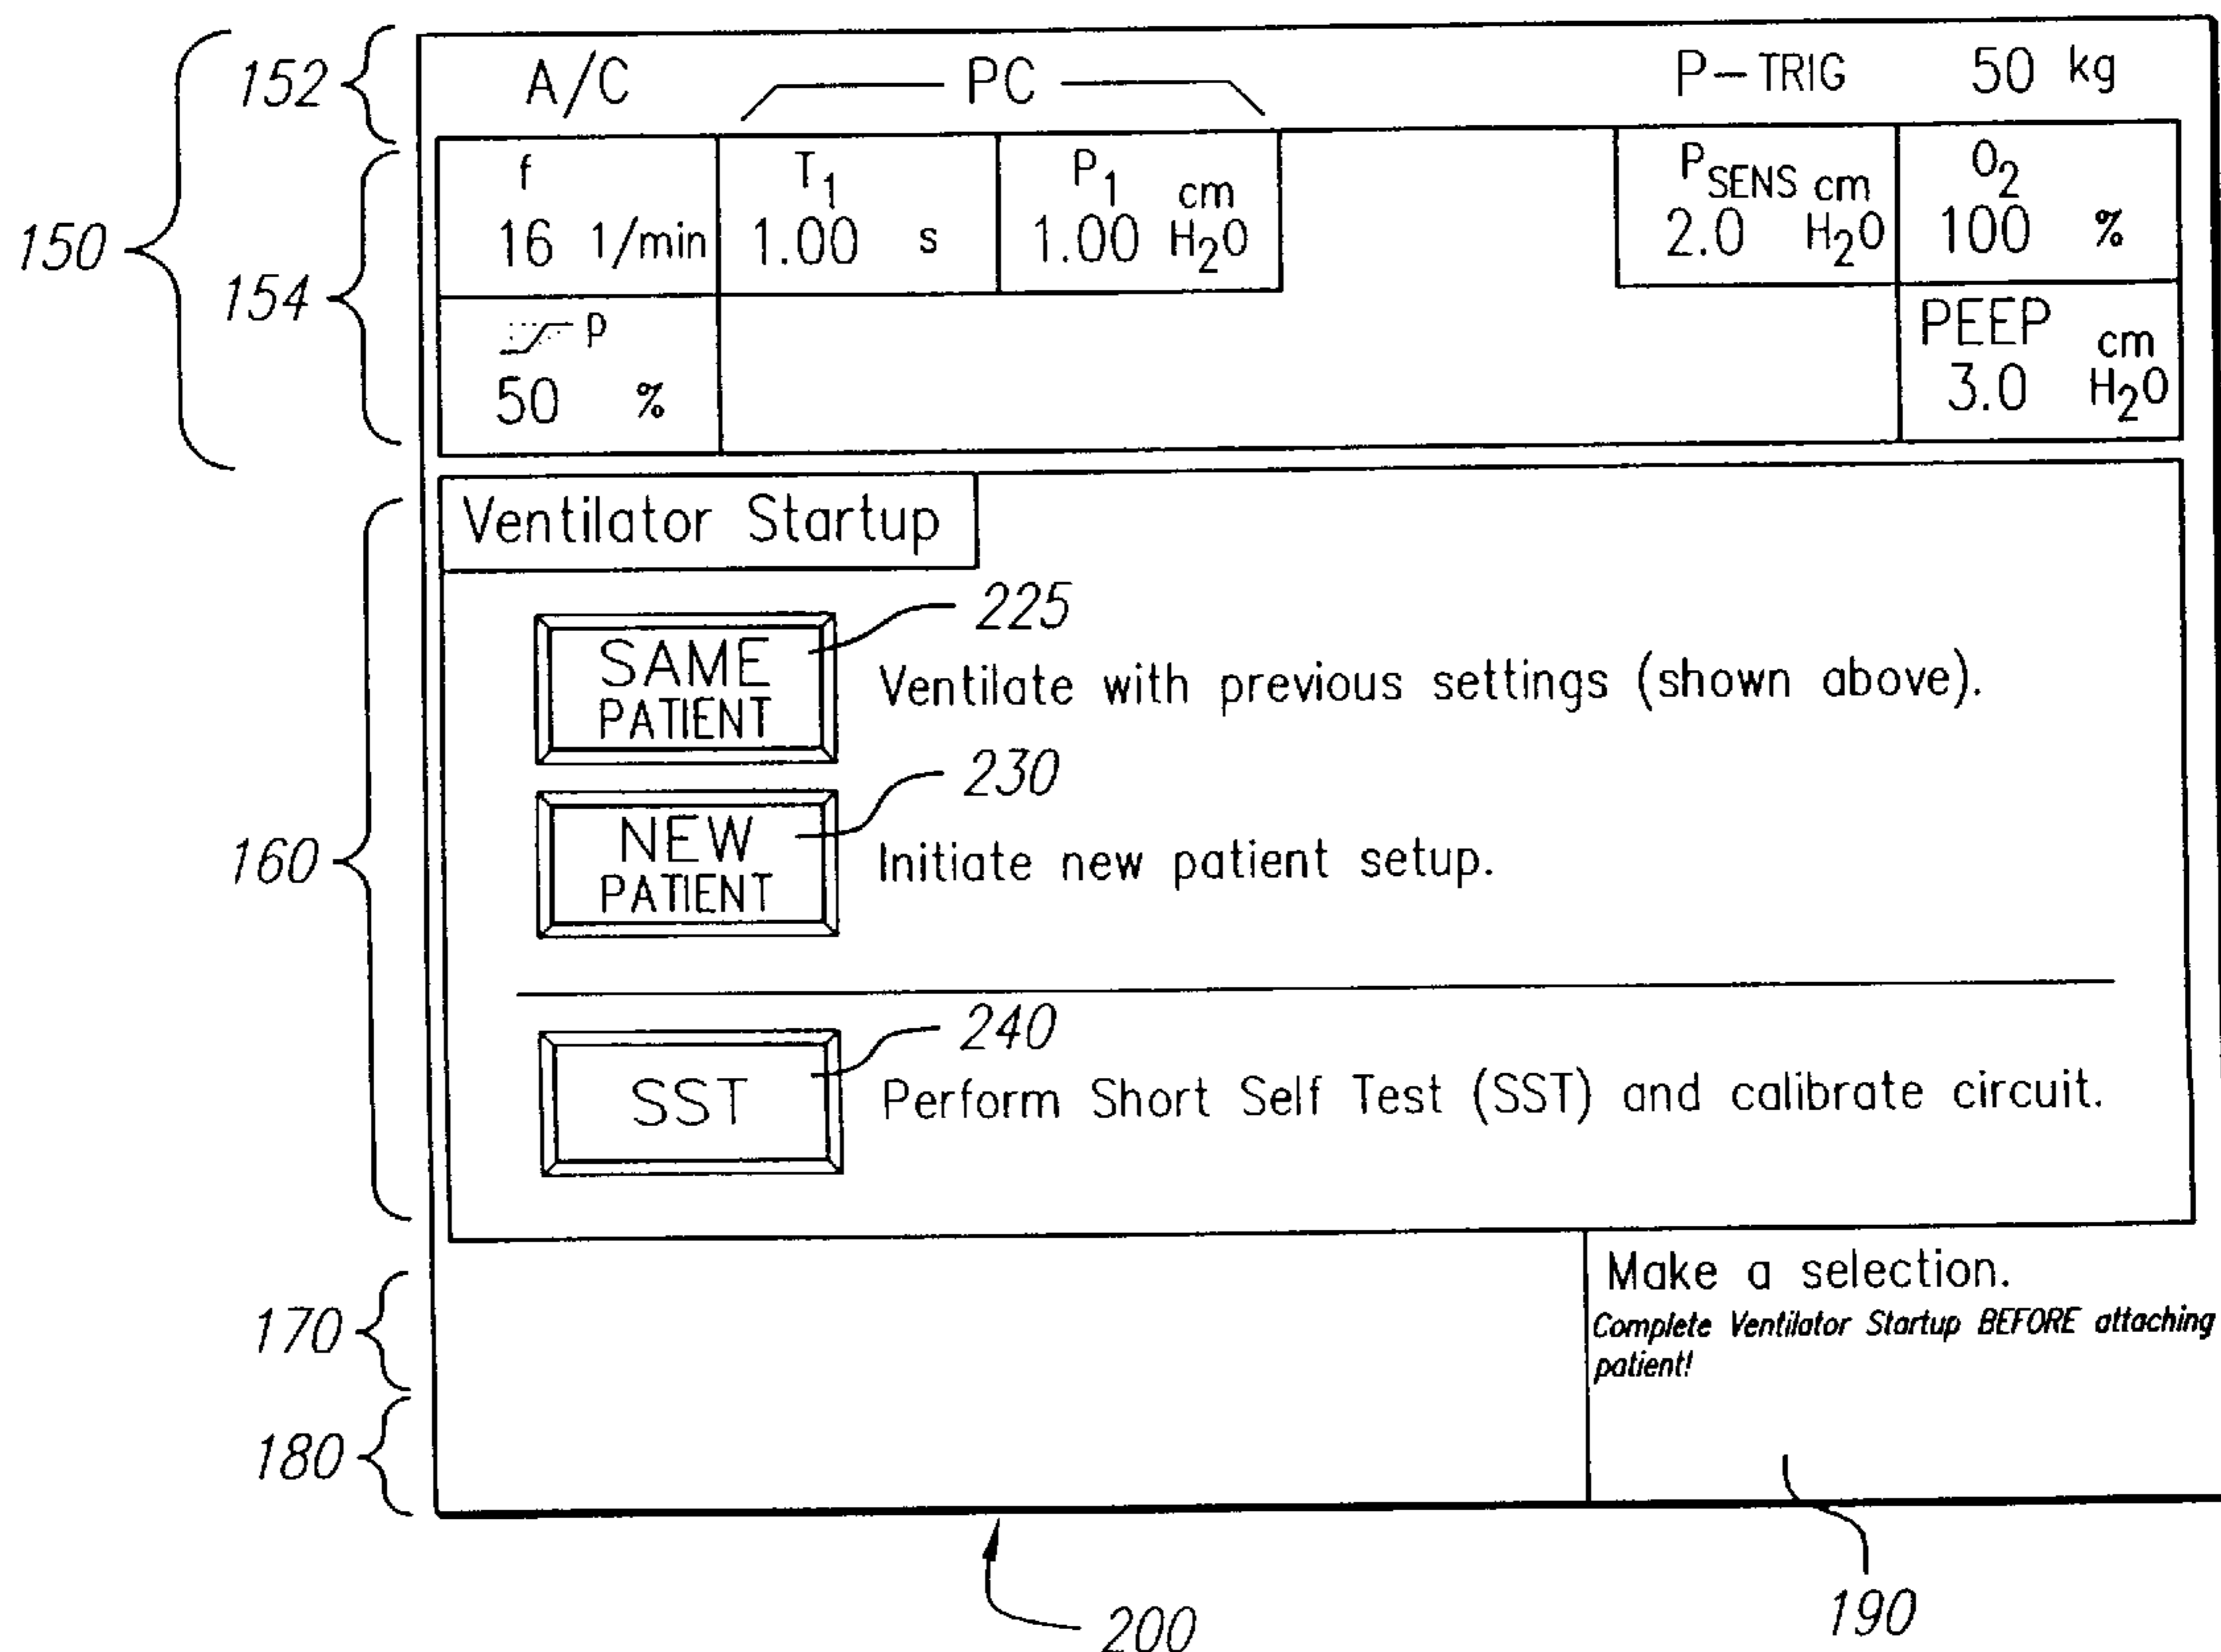 152
A/C PC P-TRIG 50 kg
150
154
f
16 1/min
T1
1.00 s
P1 cm
1.00 H2O
PSENS cm
2.0 H2O
O2
100 %
P
50 %
PEEP cm
3.0 H2O
160
Ventilator Startup
225
SAME
PATIENT
Ventilate with previous settings (shown above).
230
NEW
PATIENT
Initiate new patient setup.
240
SST
Perform Short Self Test (SST) and calibrate circuit.
170
Make a selection.
Complete Ventilator Startup BEFORE attaching
patient!
180
190
200